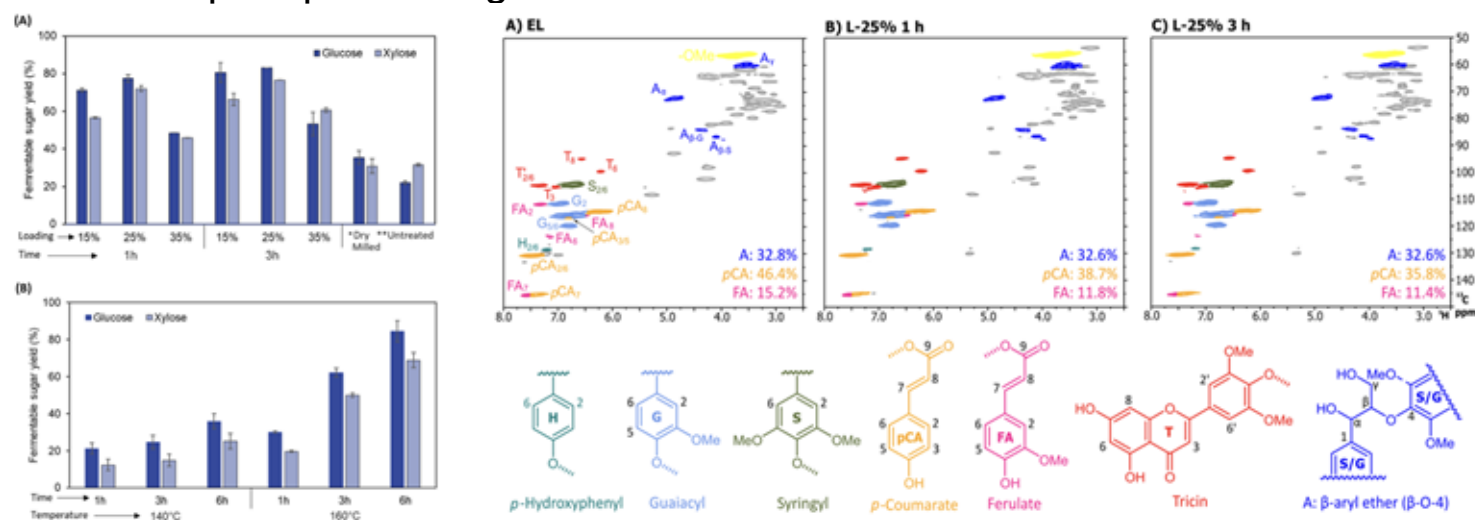 (A)
Femrentable sugar yield (%)
100
80
60
40
20
0
Glucose Xylose
Loading 15% 25% 35% 15% 25% 35% *Dry Milled **Untreated
Time 1h 3h
(B)
Fermentable sugar yield (%)
100
80
60
40
20
0
Glucose Xylose
Time 1h 3h 6h 1h 3h 6h
Temperature 140°C 160°C
A) EL
-OMe
Aγ
Aα
Aβ-G
Aβ-S
T8
T6
T'2/6
T3
S2/6
FA2
G2
pCA8
G5/6
FA8
FA6
pCA3/5
H2/6
pCA2/6
FA7
pCA7
A: 32.8%
pCA: 46.4%
FA: 15.2%
8.0 7.0 6.0 5.0 4.0 3.0
B) L-25% 1 h
A: 32.6%
pCA: 38.7%
FA: 11.8%
8.0 7.0 6.0 5.0 4.0 3.0
C) L-25% 3 h
A: 32.6%
pCA: 35.8%
FA: 11.4%
8.0 7.0 6.0 5.0 4.0 3.0
50
60
70
80
90
100
110
120
130
140
¹³C
¹H ppm
6 2
H
O
p-Hydroxyphenyl
6 2
G
5 OMe
O
Guaiacyl
6 2
S
MeO OMe
O
Syringyl
O 9 O
7 8
6 2
pCA
5 3
OH
p-Coumarate
O 9 O
7 8
6 2
FA
5 OMe
OH
Ferulate
OMe
2' O
HO 8 O OMe
T 6'
6 3
OH O
Tricin
HO γ MeO S/G
β O 4
HO α OMe
1
S/G
A: β-aryl ether (β-O-4)